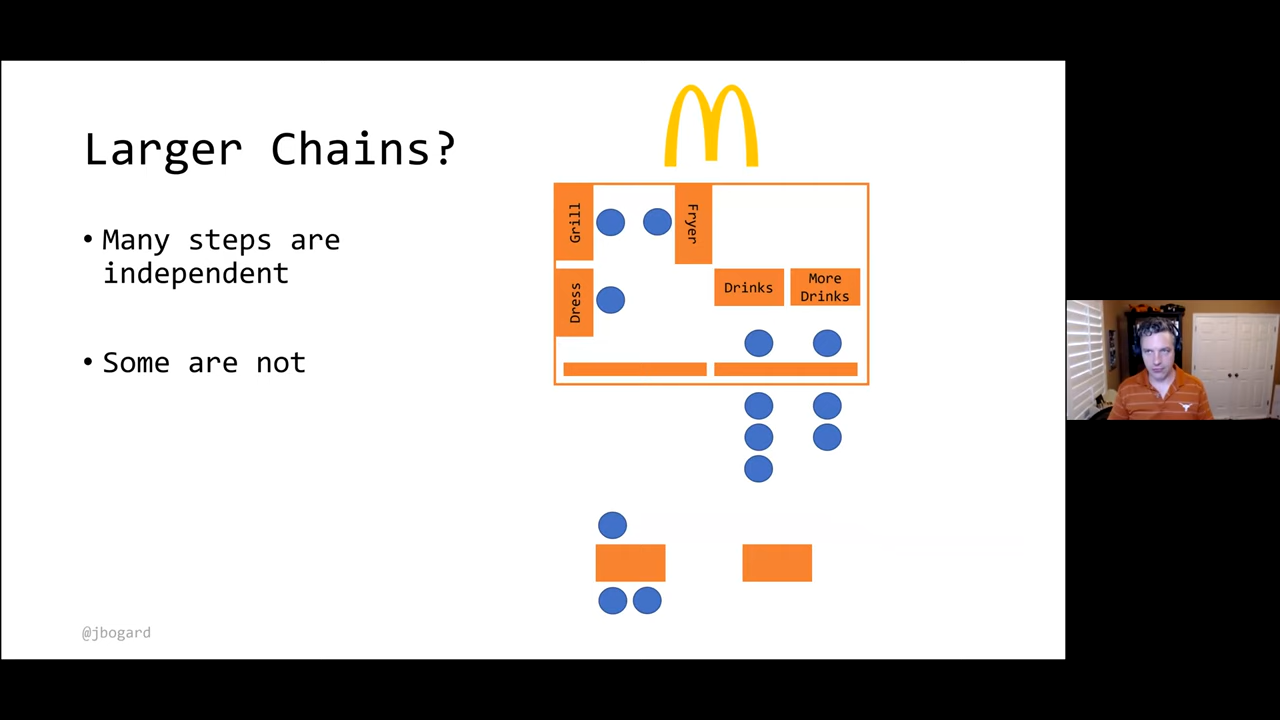 Larger Chains?
• Many steps are
independent
• Some are not
Grill
Fryer
Dress
Drinks
More
Drinks
@jbogard